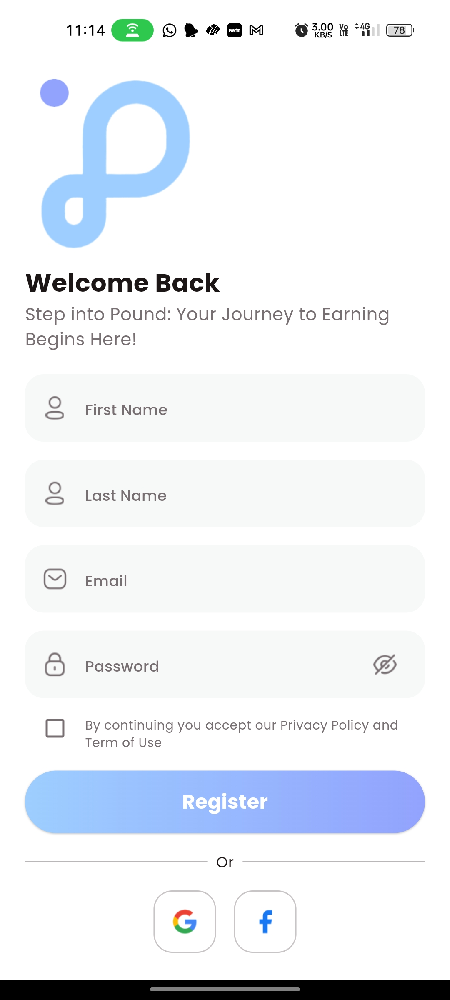 11:14 paytm 3.00 KB/S Vo LTE 4G 78
Welcome Back
Step into Pound: Your Journey to Earning
Begins Here!
First Name
Last Name
Email
Password
By continuing you accept our Privacy Policy and
Term of Use
Register
Or